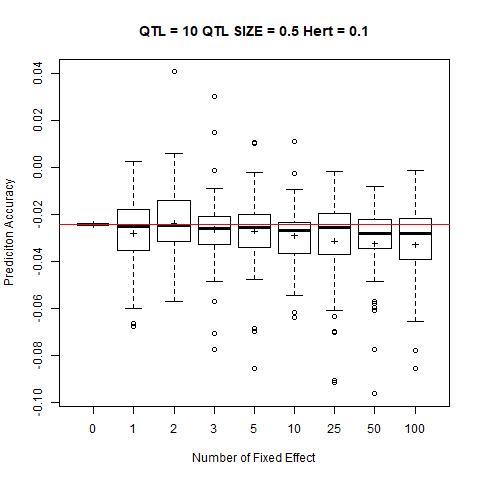 QTL = 10 QTL SIZE = 0.5 Hert = 0.1
0.04
0.02
0.00
-0.02
-0.04
-0.06
-0.08
-0.10
Prediciton Accuracy
0 1 2 3 5 10 25 50 100
Number of Fixed Effect